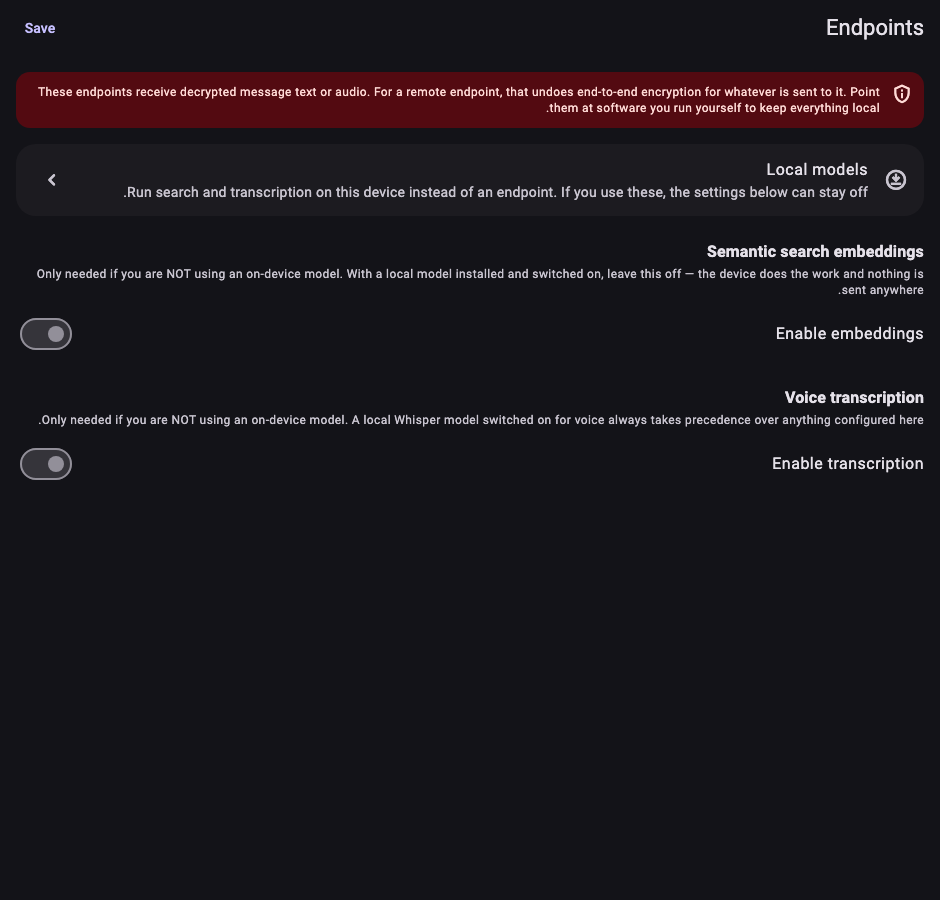 Endpoints
Save
These endpoints receive decrypted message text or audio. For a remote endpoint, that undoes end-to-end encryption for whatever is sent to it. Point
.them at software you run yourself to keep everything local
Local models
.Run search and transcription on this device instead of an endpoint. If you use these, the settings below can stay off
Semantic search embeddings
Only needed if you are NOT using an on-device model. With a local model installed and switched on, leave this off — the device does the work and nothing is
.sent anywhere
Enable embeddings
Voice transcription
.Only needed if you are NOT using an on-device model. A local Whisper model switched on for voice always takes precedence over anything configured here
Enable transcription